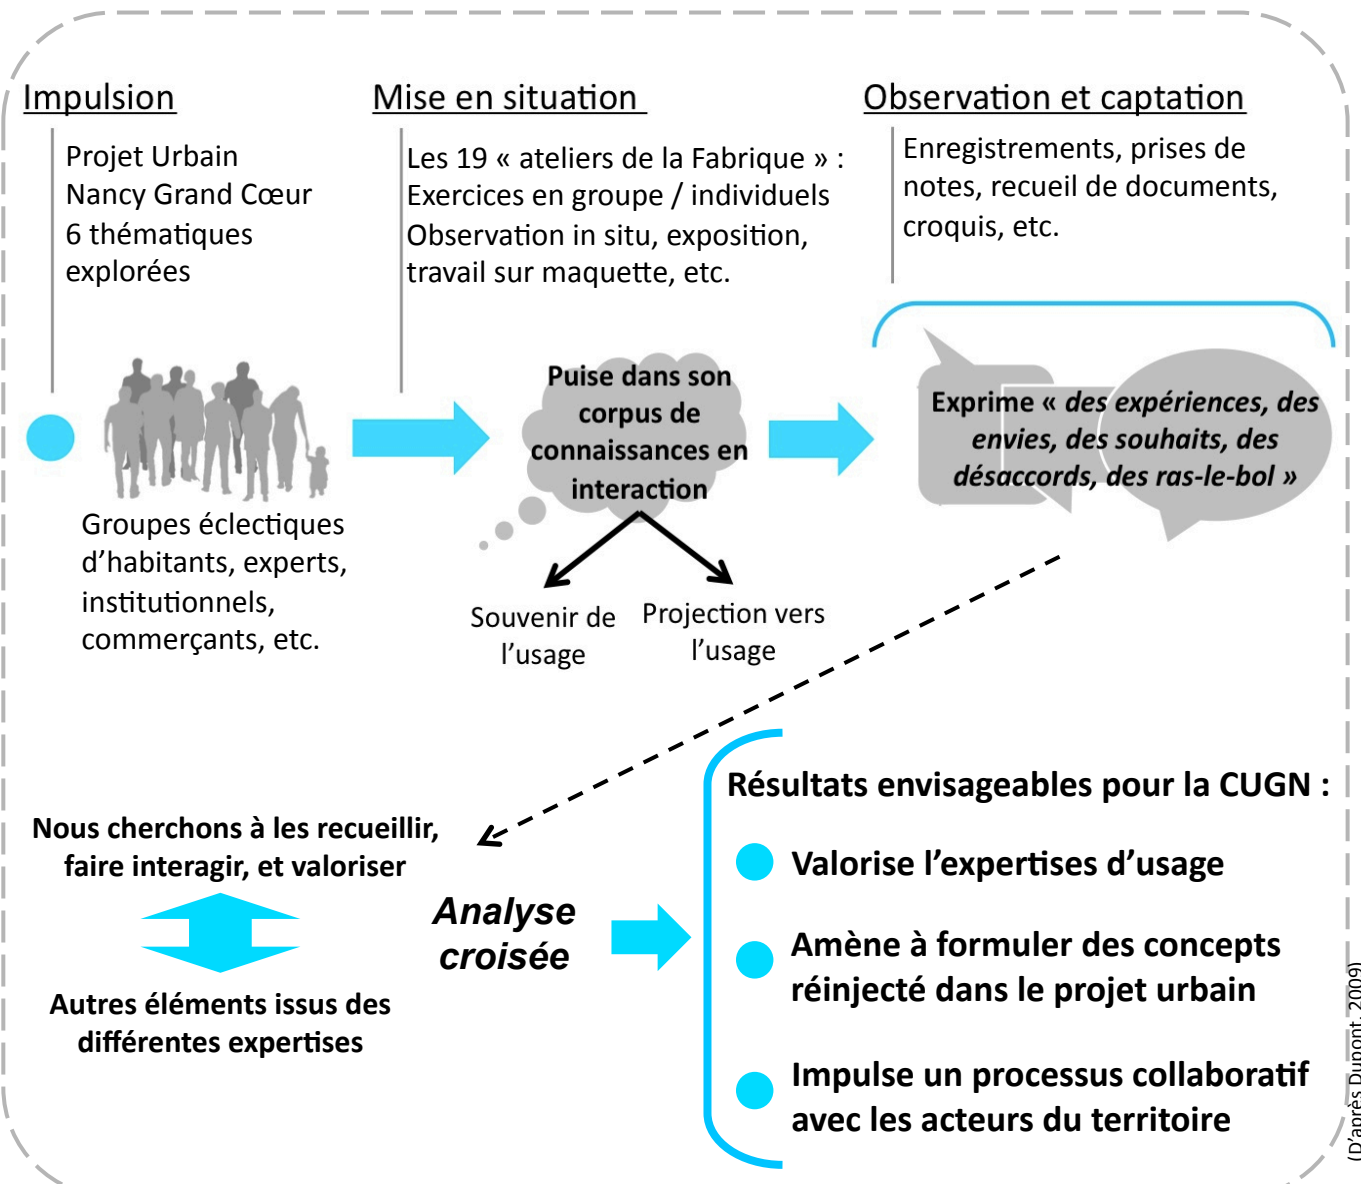 Impulsion
Projet Urbain
Nancy Grand Cœur
6 thématiques
explorées
Groupes éclectiques
d’habitants, experts,
institutionnels,
commerçants, etc.
Mise en situation
Les 19 « ateliers de la Fabrique » :
Exercices en groupe / individuels
Observation in situ, exposition,
travail sur maquette, etc.
Puise dans son
corpus de
connaissances en
interaction
Souvenir de
l’usage
Projection vers
l’usage
Observation et captation
Enregistrements, prises de
notes, recueil de documents,
croquis, etc.
Exprime « des expériences, des
envies, des souhaits, des
désaccords, des ras-le-bol »
Nous cherchons à les recueillir,
faire interagir, et valoriser
Autres éléments issus des
différentes expertises
Analyse
croisée
Résultats envisageables pour la CUGN :
Valorise l’expertises d’usage
Amène à formuler des concepts
réinjecté dans le projet urbain
Impulse un processus collaboratif
avec les acteurs du territoire
(D’après Dupont, 2009)